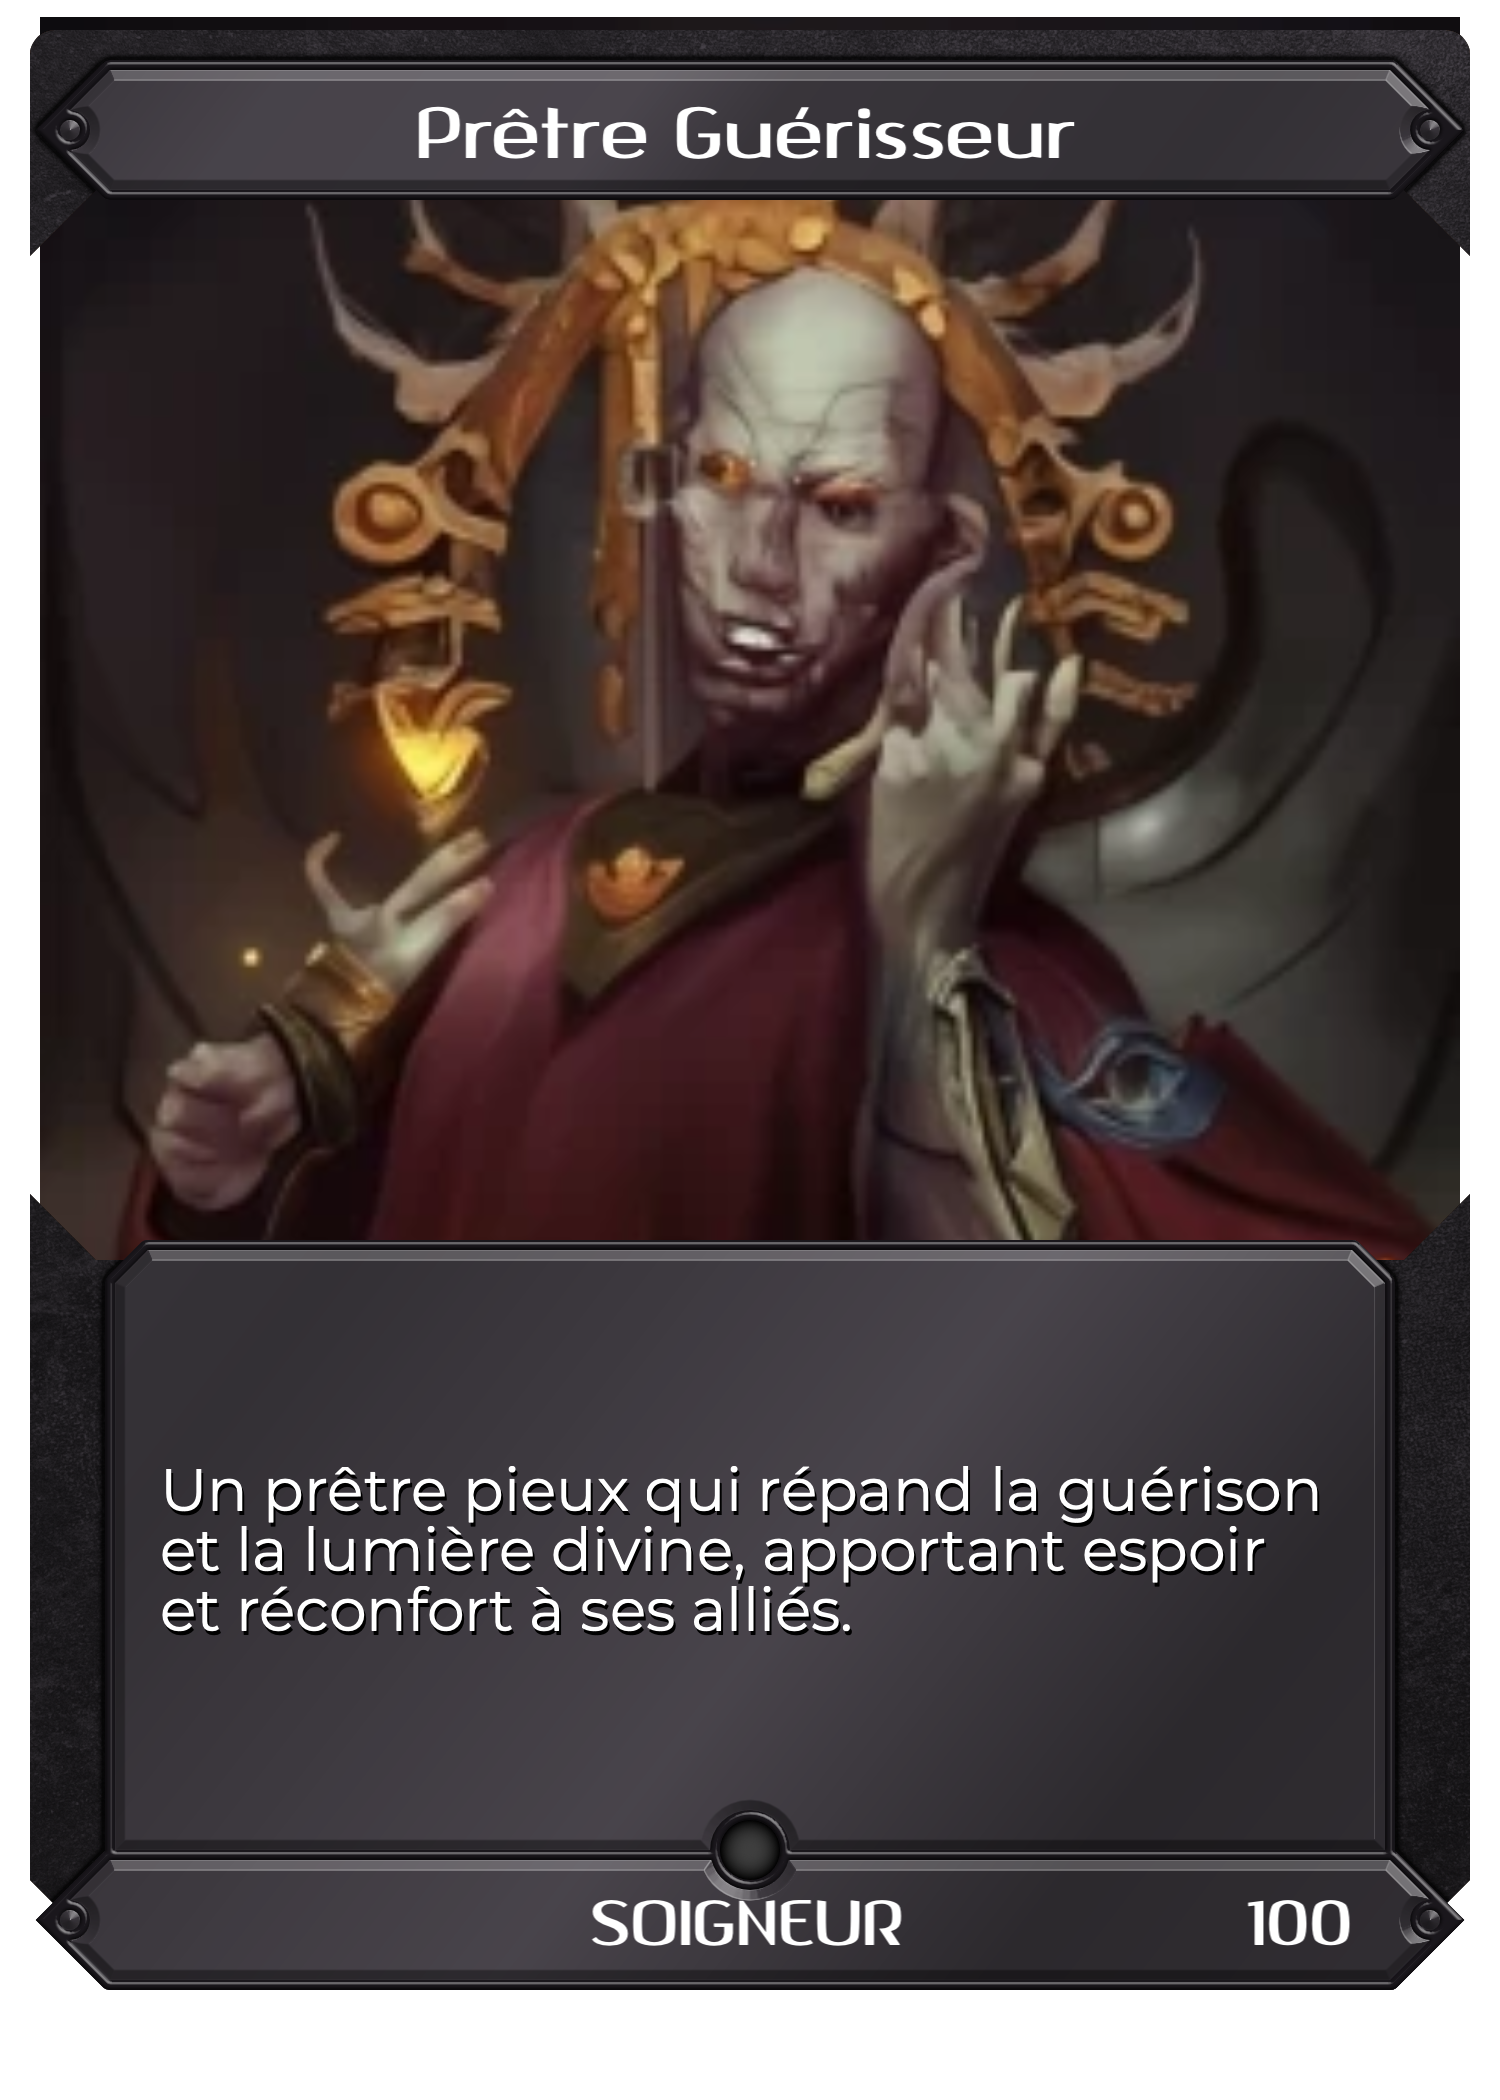 Prêtre Guérisseur
Un prêtre pieux qui répand la guérison
et la lumière divine, apportant espoir
et réconfort à ses alliés.
SOIGNEUR
100